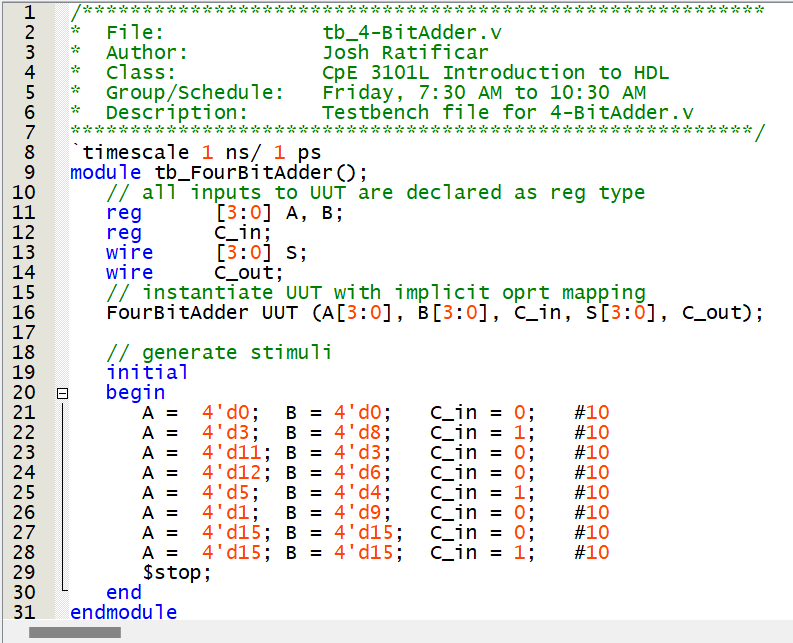 1 /*********************************************************
2 *  File:             tb_4-BitAdder.v
3 *  Author:           Josh Ratificar
4 *  Class:            CpE 3101L Introduction to HDL
5 *  Group/Schedule:   Friday, 7:30 AM to 10:30 AM
6 *  Description:      Testbench file for 4-BitAdder.v
7 *********************************************************/
8 `timescale 1 ns/ 1 ps
9 module tb_FourBitAdder();
10    // all inputs to UUT are declared as reg type
11    reg      [3:0] A, B;
12    reg      C_in;
13    wire     [3:0] S;
14    wire     C_out;
15    // instantiate UUT with implicit oprt mapping
16    FourBitAdder UUT (A[3:0], B[3:0], C_in, S[3:0], C_out);
17
18    // generate stimuli
19    initial
20    begin
21       A =  4'd0;  B = 4'd0;   C_in = 0;   #10
22       A =  4'd3;  B = 4'd8;   C_in = 1;   #10
23       A =  4'd11; B = 4'd3;   C_in = 0;   #10
24       A =  4'd12; B = 4'd6;   C_in = 0;   #10
25       A =  4'd5;  B = 4'd4;   C_in = 1;   #10
26       A =  4'd1;  B = 4'd9;   C_in = 0;   #10
27       A =  4'd15; B = 4'd15;  C_in = 0;   #10
28       A =  4'd15; B = 4'd15;  C_in = 1;   #10
29       $stop;
30    end
31 endmodule